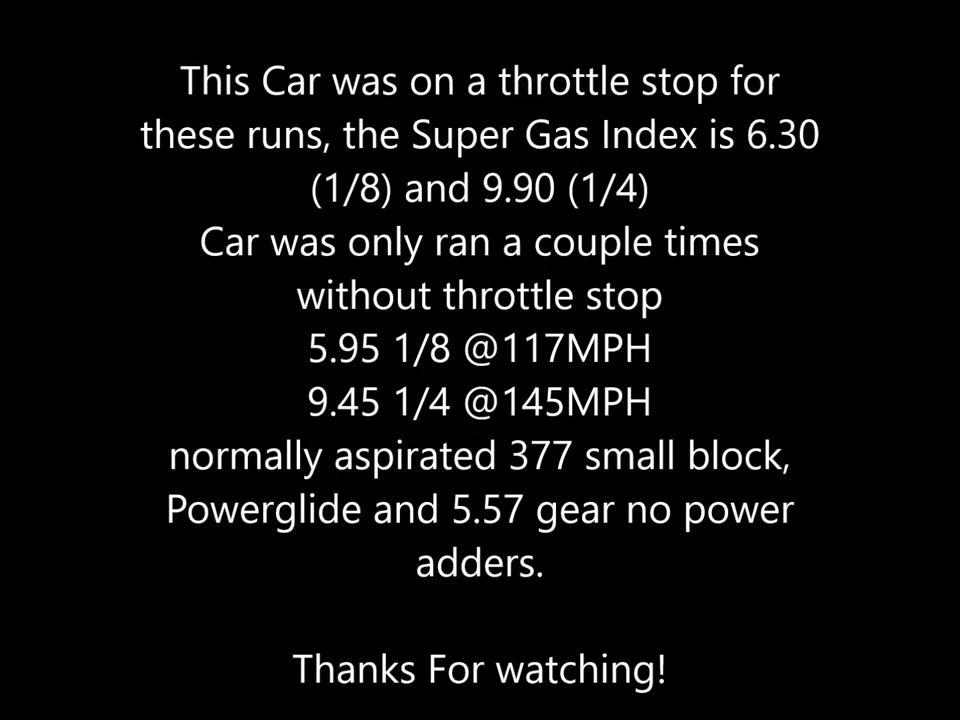 This Car was on a throttle stop for
these runs, the Super Gas Index is 6.30
(1/8) and 9.90 (1/4)
Car was only ran a couple times
without throttle stop
5.95 1/8 @117MPH
9.45 1/4 @145MPH
normally aspirated 377 small block,
Powerglide and 5.57 gear no power
adders.
Thanks For watching!